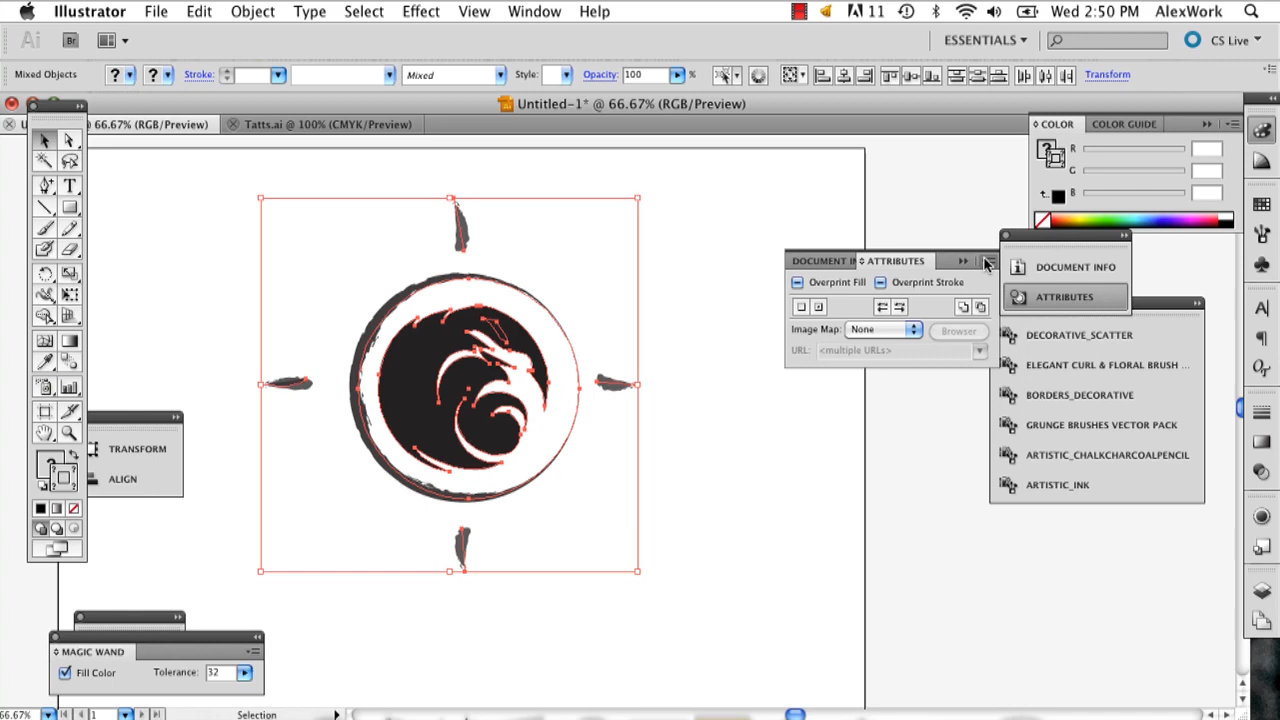 Illustrator File Edit Object Type Select Effect View Window Help 11 Wed 2:50 PM AlexWork
Ai Br ESSENTIALS CS Live
Mixed Objects ? ? Stroke: Mixed Style: Opacity: 100 % Transform
Untitled-1* @ 66.67% (RGB/Preview)
66.67% (RGB/Preview) Tatts.ai @ 100% (CMYK/Preview)
COLOR COLOR GUIDE
R
G
B
DOCUMENT IN ATTRIBUTES
Overprint Fill Overprint Stroke
Image Map: None Browser
URL: <multiple URLs>
DOCUMENT INFO
ATTRIBUTES
DECORATIVE_SCATTER
ELEGANT CURL & FLORAL BRUSH ...
BORDERS_DECORATIVE
GRUNGE BRUSHES VECTOR PACK
ARTISTIC_CHALKCHARCOALPENCIL
ARTISTIC_INK
TRANSFORM
ALIGN
MAGIC WAND
Fill Color Tolerance: 32
66.67% 1 Selection